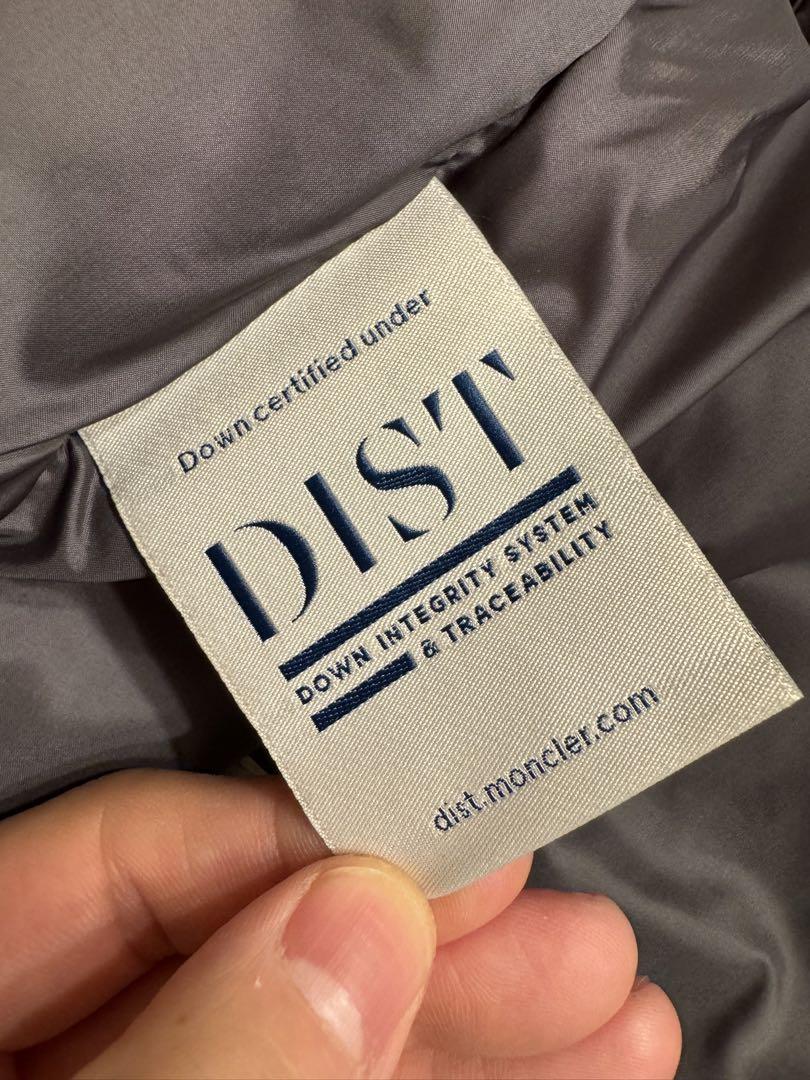 Down certified under
DIST
DOWN INTEGRITY SYSTEM
& TRACEABILITY
dist.moncler.com